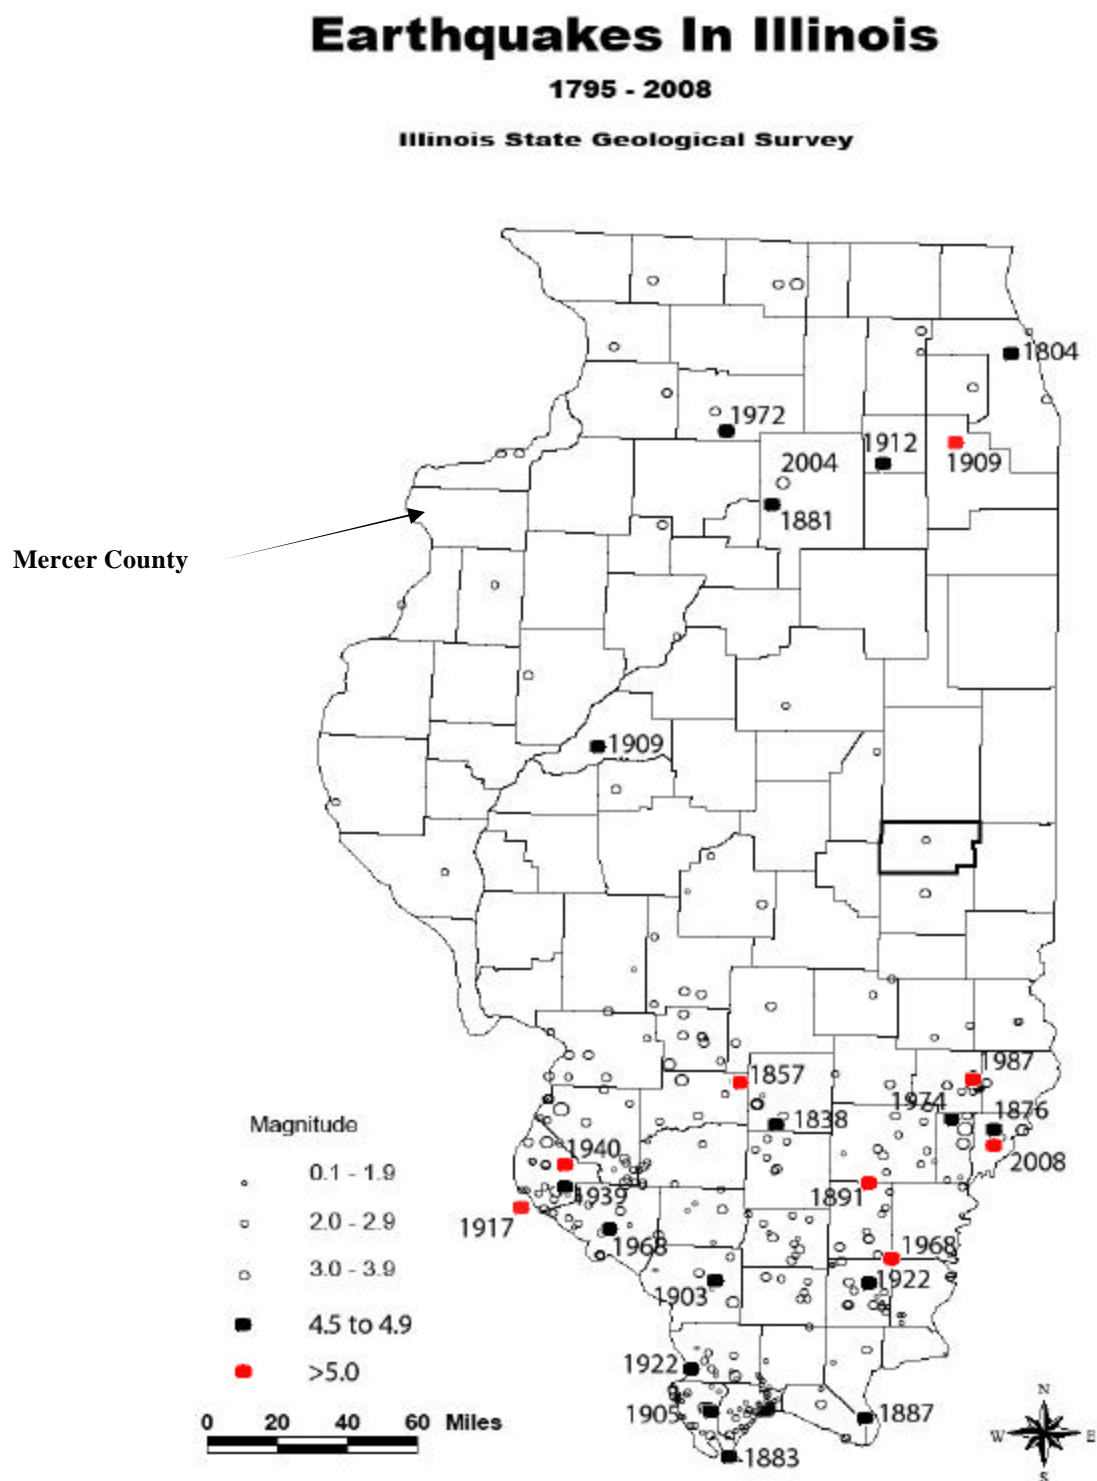 Earthquakes In Illinois
1795 - 2008
Illinois State Geological Survey
1804
1972
1912
1909
2004
1881
Mercer County
1909
1987
1857
1974
1876
1838
1940
2008
1939
1891
1917
1968
1968
1922
1903
1922
1905
1887
1883
Magnitude
0.1 - 1.9
2.0 - 2.9
3.0 - 3.9
4.5 to 4.9
>5.0
0 20 40 60 Miles
N
W E
S